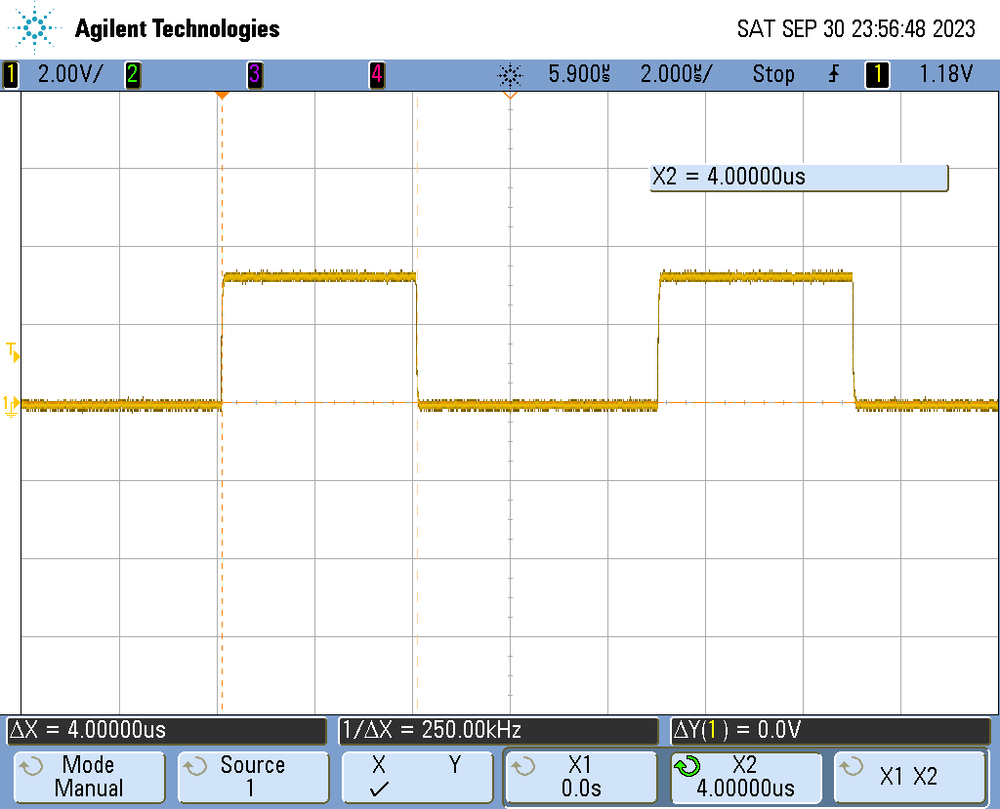 Agilent Technologies
SAT SEP 30 23:56:48 2023
1 2.00V/ 2 3 4 5.900µs 2.000µs/ Stop 1 1.18V
X2 = 4.00000us
T
1
ΔX = 4.00000us 1/ΔX = 250.00kHz ΔY(1) = 0.0V
Mode
Manual
Source
1
X Y
✓
X1
0.0s
X2
4.00000us
X1 X2